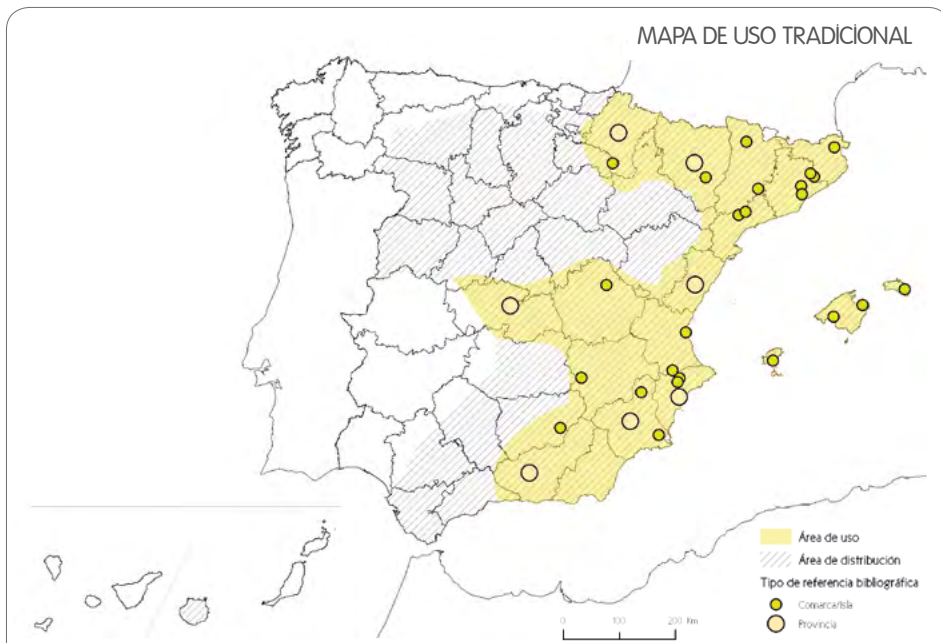 MAPA DE USO TRADICIONAL
Área de uso
Área de distribución
Tipo de referencia bibliográfica
Comarca/Isla
Provincia
0 100 200 Km